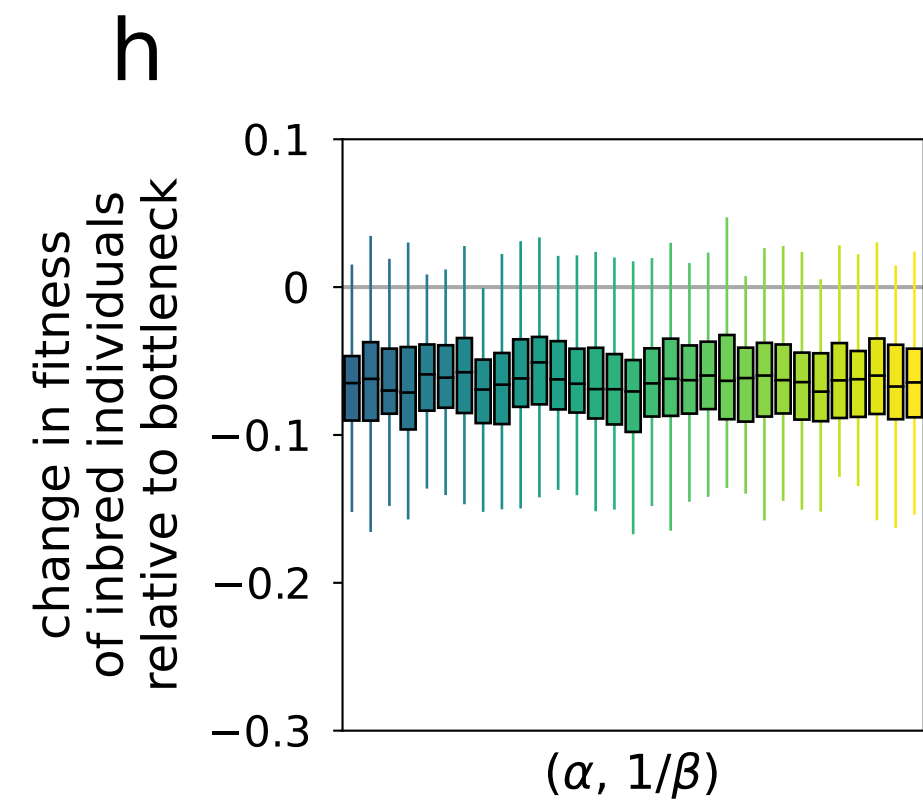 h
change in fitness
of inbred individuals
relative to bottleneck
0.1
0
−0.1
−0.2
−0.3
(α, 1/β)